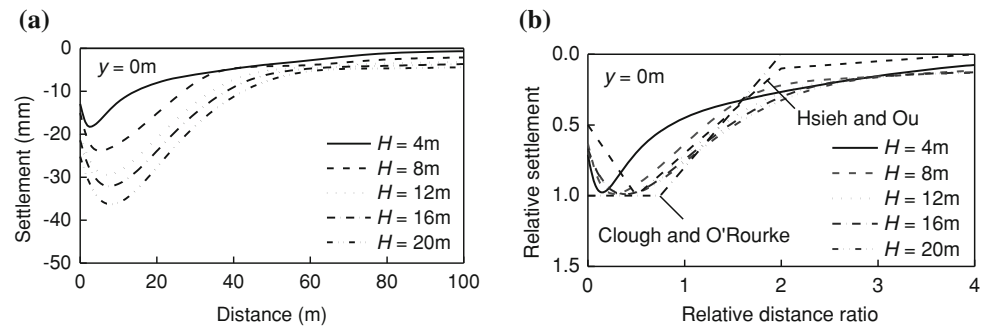 (a)
y = 0m
0
-10
-20
-30
-40
-50
Settlement (mm)
H = 4m
H = 8m
H = 12m
H = 16m
H = 20m
0 20 40 60 80 100
Distance (m)
(b)
y = 0m
0.0
0.5
1.0
1.5
Relative settlement
Hsieh and Ou
Clough and O'Rourke
H = 4m
H = 8m
H = 12m
H = 16m
H = 20m
0 1 2 3 4
Relative distance ratio